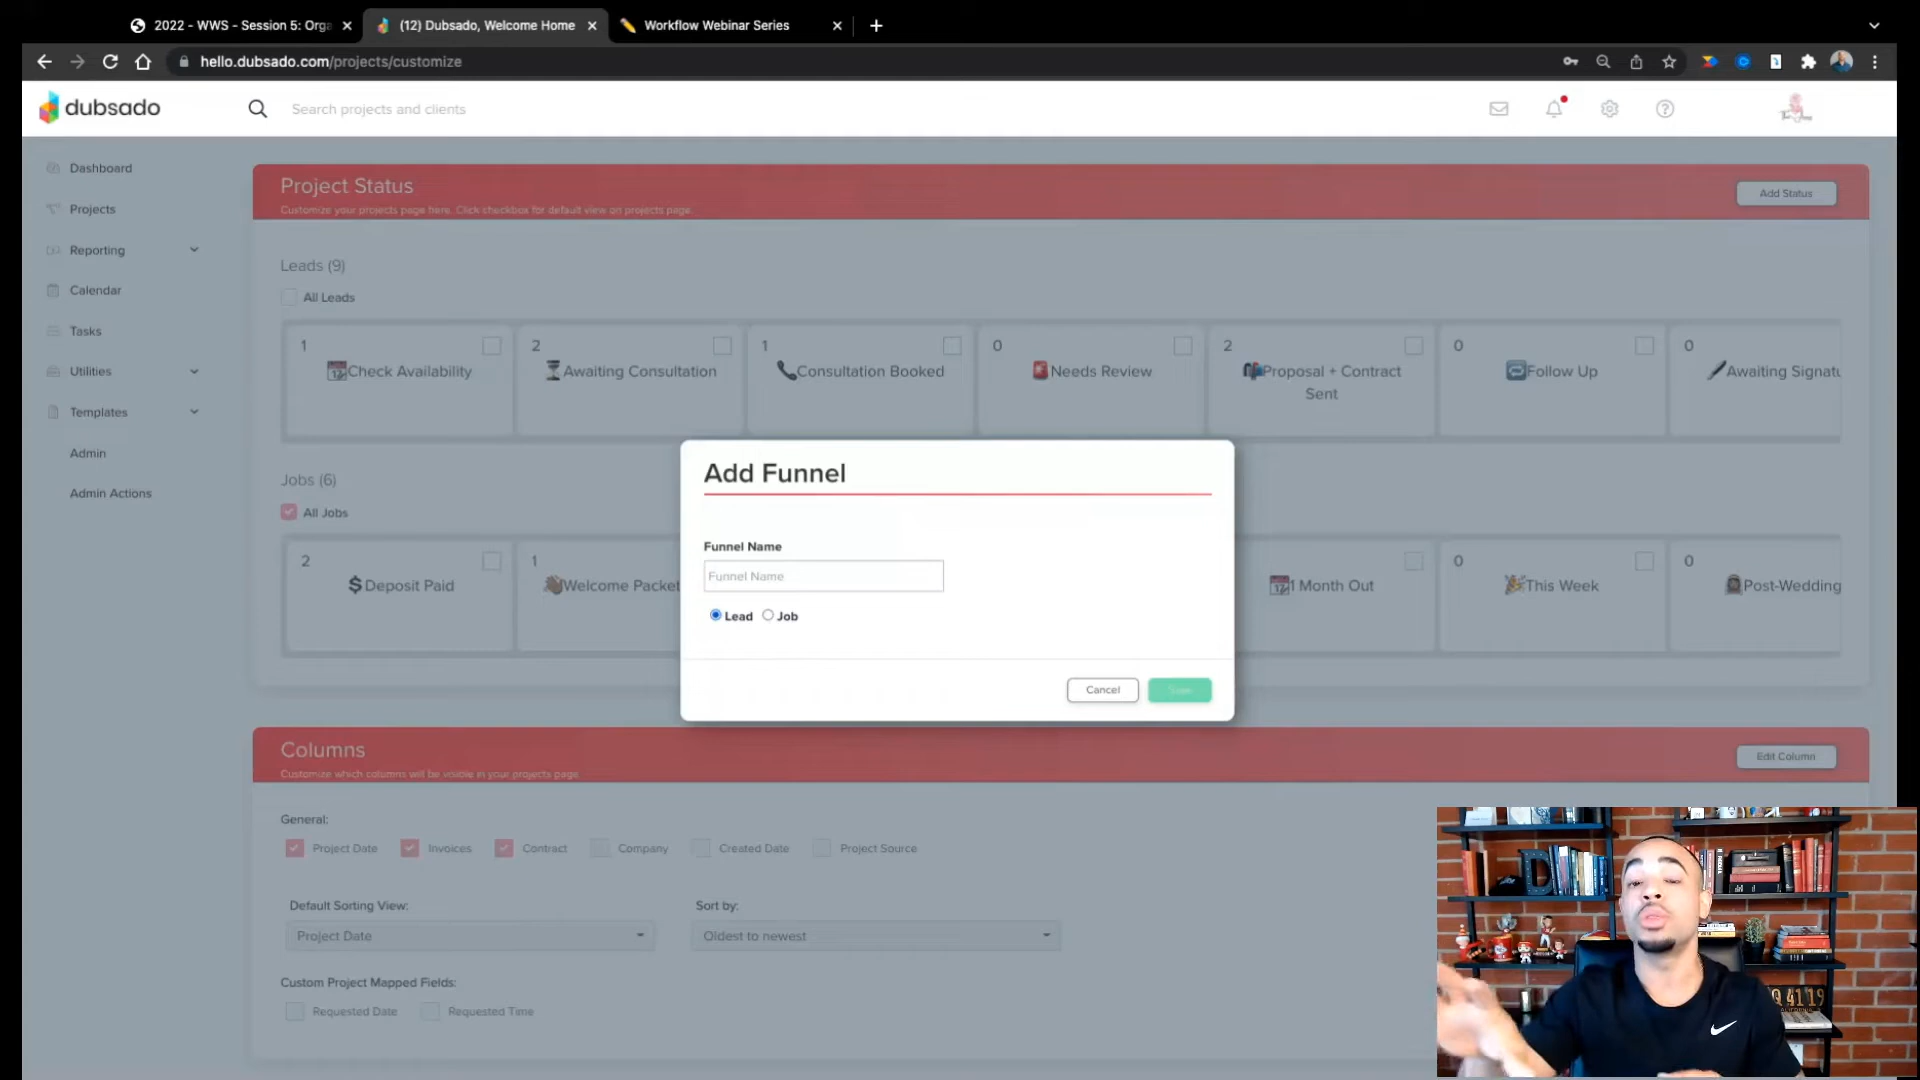 2022 - WWS - Session 5: Orga
(12) Dubsado, Welcome Home
Workflow Webinar Series
hello.dubsado.com/projects/customize
dubsado
Search projects and clients
Dashboard
Projects
Reporting
Calendar
Tasks
Utilities
Templates
Admin
Admin Actions
Project Status
Customize your projects page here. Click checkbox for default view on projects page.
Add Status
Leads (9)
All Leads
1
Check Availability
2
Awaiting Consultation
1
Consultation Booked
0
Needs Review
2
Proposal + Contract
Sent
0
Follow Up
0
Awaiting Signatu
Jobs (6)
All Jobs
2
$ Deposit Paid
1
Welcome Packet
1 Month Out
0
This Week
0
Post-Wedding
Add Funnel
Funnel Name
Funnel Name
Lead
Job
Cancel
Save
Columns
Customize which columns will be visible in your projects page
Edit Column
General:
Project Date
Invoices
Contract
Company
Created Date
Project Source
Default Sorting View:
Sort by:
Project Date
Oldest to newest
Custom Project Mapped Fields:
Requested Date
Requested Time
D
Q 41 19